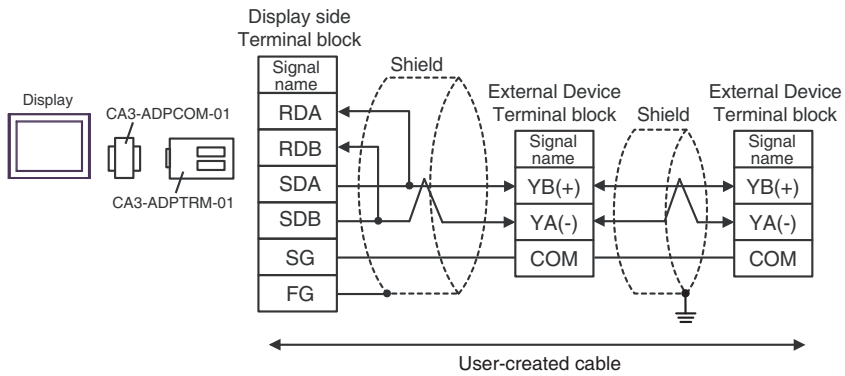 Display side
Terminal block
Signal
name
RDA
RDB
SDA
SDB
SG
FG
Shield
Display
CA3-ADPCOM-01
CA3-ADPTRM-01
External Device
Terminal block
Signal
name
YB(+)
YA(-)
COM
Shield
External Device
Terminal block
Signal
name
YB(+)
YA(-)
COM
User-created cable